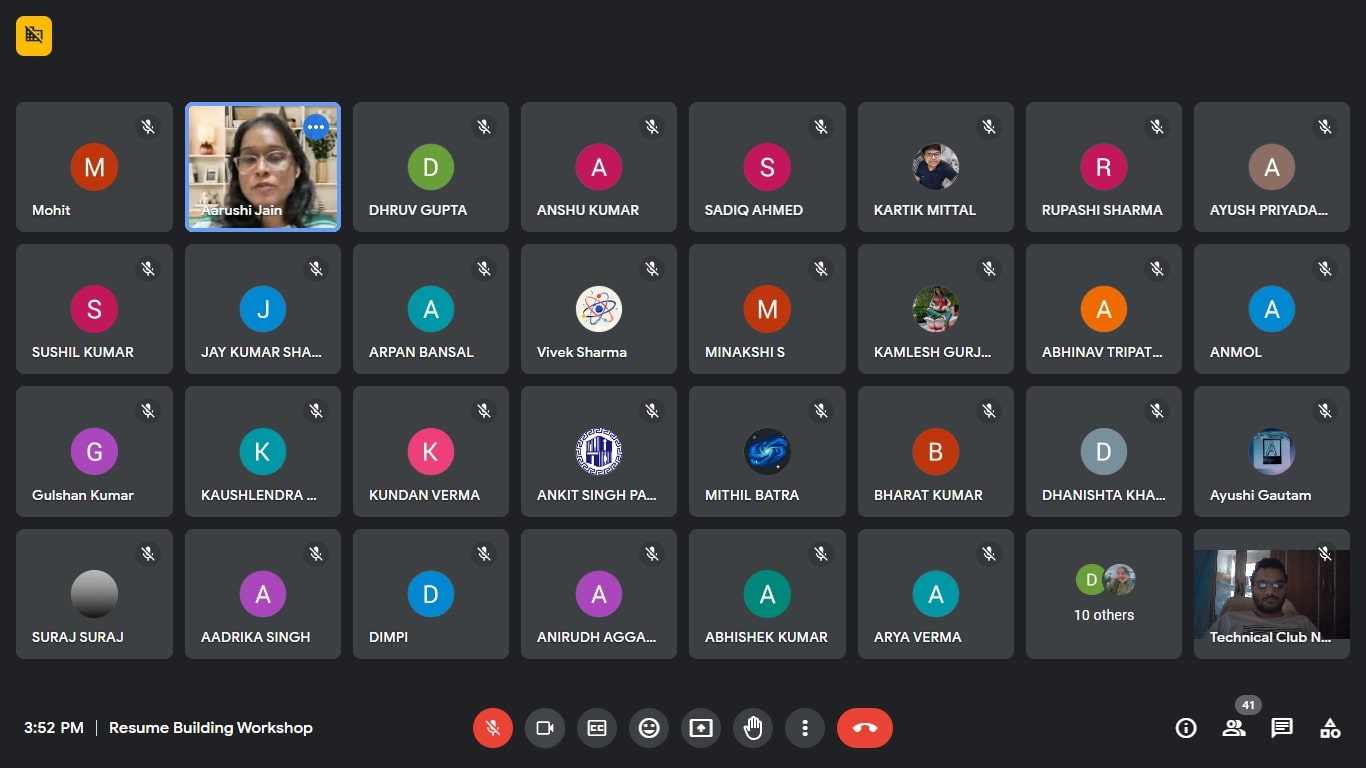 M
Mohit
Aarushi Jain
D
DHRUV GUPTA
A
ANSHU KUMAR
S
SADIQ AHMED
KARTIK MITTAL
R
RUPASHI SHARMA
A
AYUSH PRIYADA...
S
SUSHIL KUMAR
J
JAY KUMAR SHA...
A
ARPAN BANSAL
Vivek Sharma
M
MINAKSHI S
KAMLESH GURJ...
A
ABHINAV TRIPAT...
A
ANMOL
G
Gulshan Kumar
K
KAUSHLENDRA ...
K
KUNDAN VERMA
ANKIT SINGH PA...
MITHIL BATRA
B
BHARAT KUMAR
D
DHANISHTA KHA...
A
Ayushi Gautam
SURAJ SURAJ
A
AADRIKA SINGH
D
DIMPI
A
ANIRUDH AGGA...
A
ABHISHEK KUMAR
A
ARYA VERMA
D
10 others
Technical Club N...
3:52 PM | Resume Building Workshop
CC
41